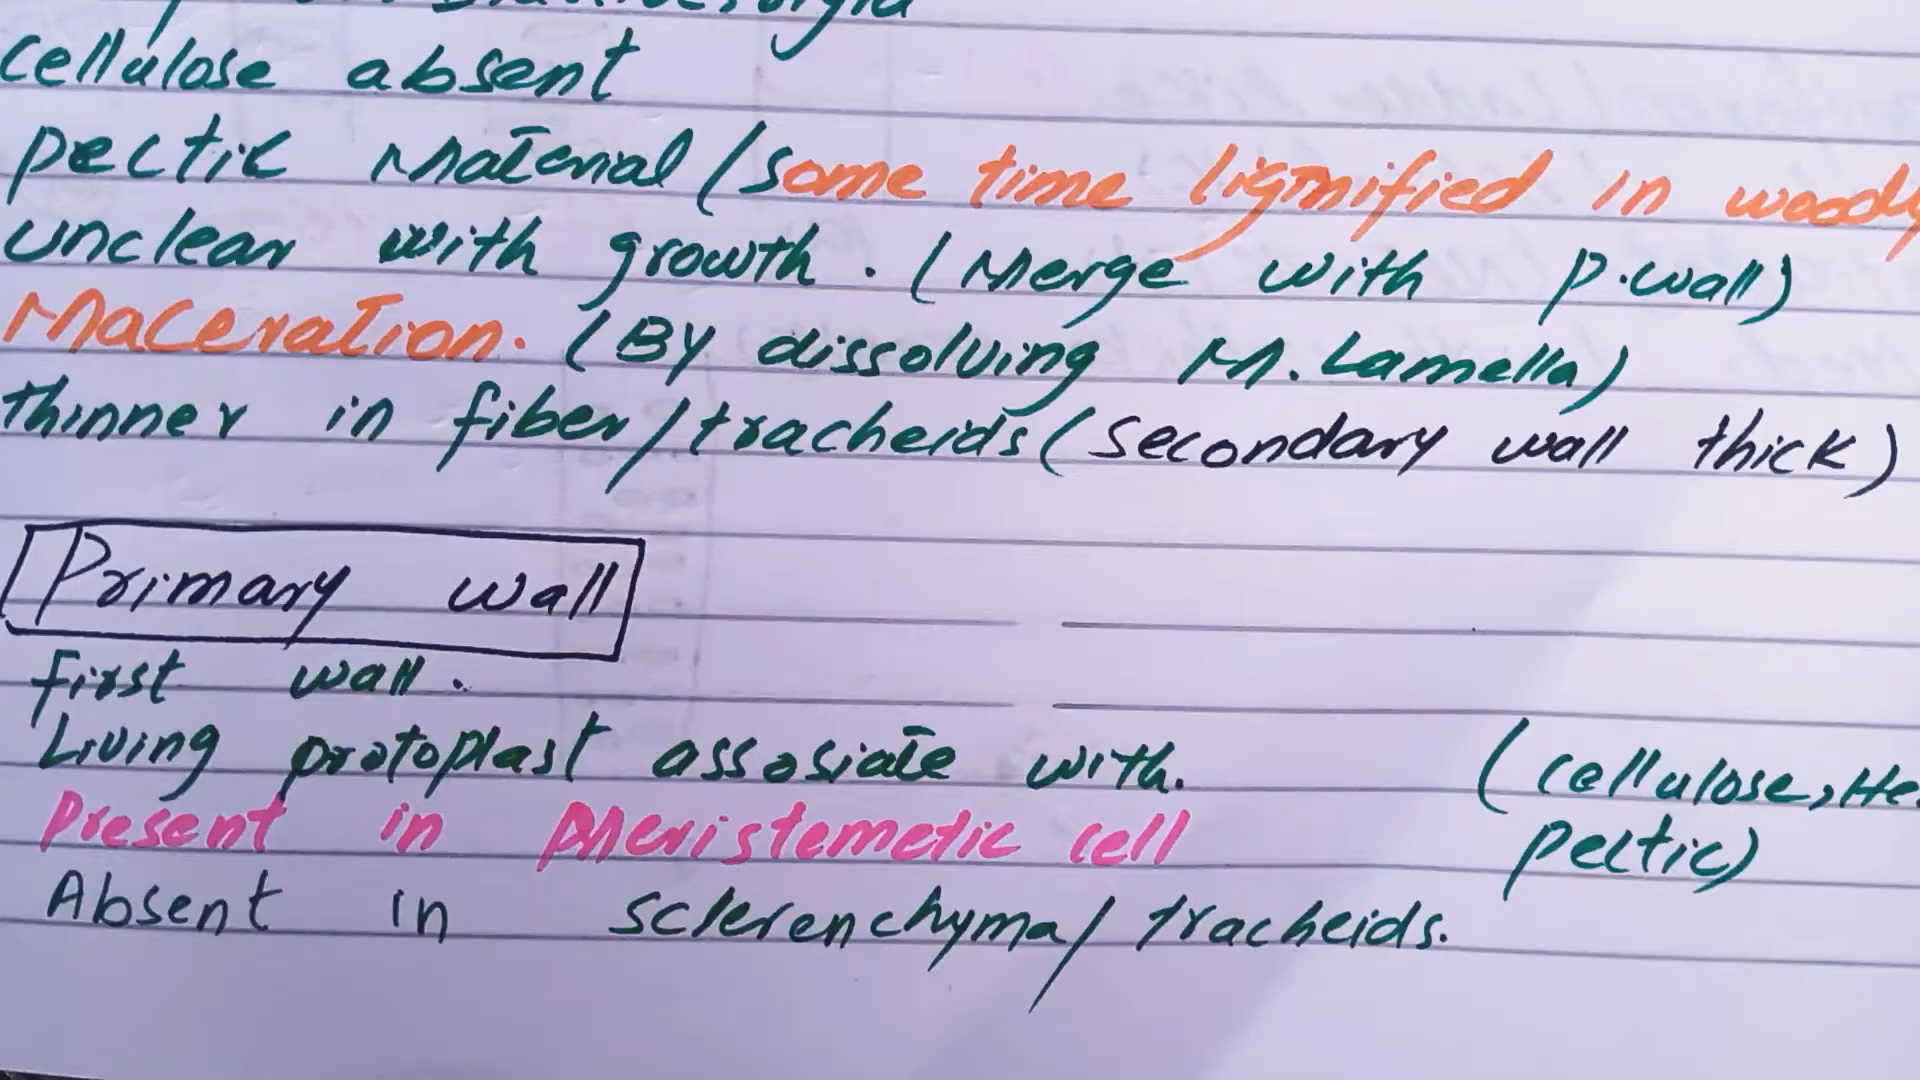 cellulose absent
pectic Material (some time ligmified in woody
unclear with growth. (Merge with p.wall)
Maceration. (By dissolving M. Lamella)
thinner in fiber/tracheids (secondary wall thick)
Primary wall
First wall.
Living protoplast assosiate with. (cellulose, He
Present in Meristemetic cell pectic)
Absent in sclerenchyma/tracheids.